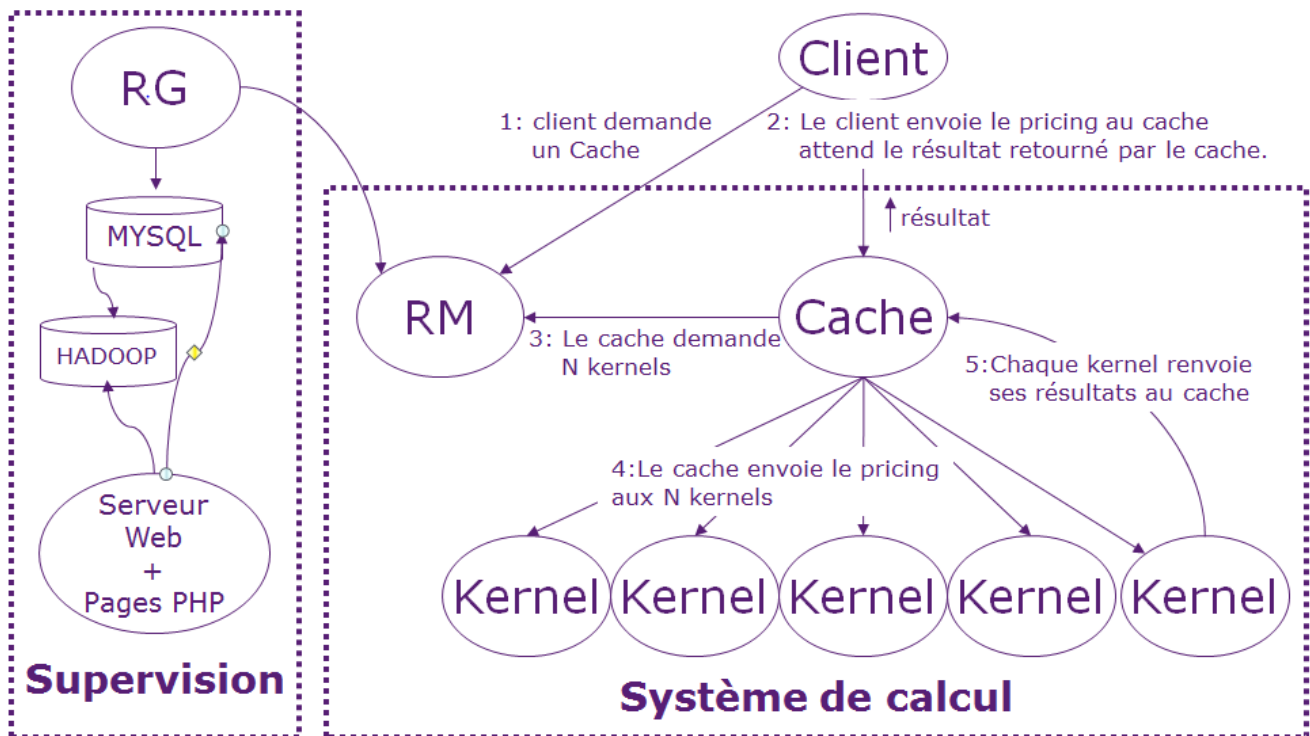 RG
MYSQL
HADOOP
Serveur
Web
+
Pages PHP
Supervision
Client
1: client demande
un Cache
2: Le client envoie le pricing au cache
attend le résultat retourné par le cache.
résultat
RM
Cache
3: Le cache demande
N kernels
5:Chaque kernel renvoie
ses résultats au cache
4:Le cache envoie le pricing
aux N kernels
Kernel
Kernel
Kernel
Kernel
Kernel
Système de calcul